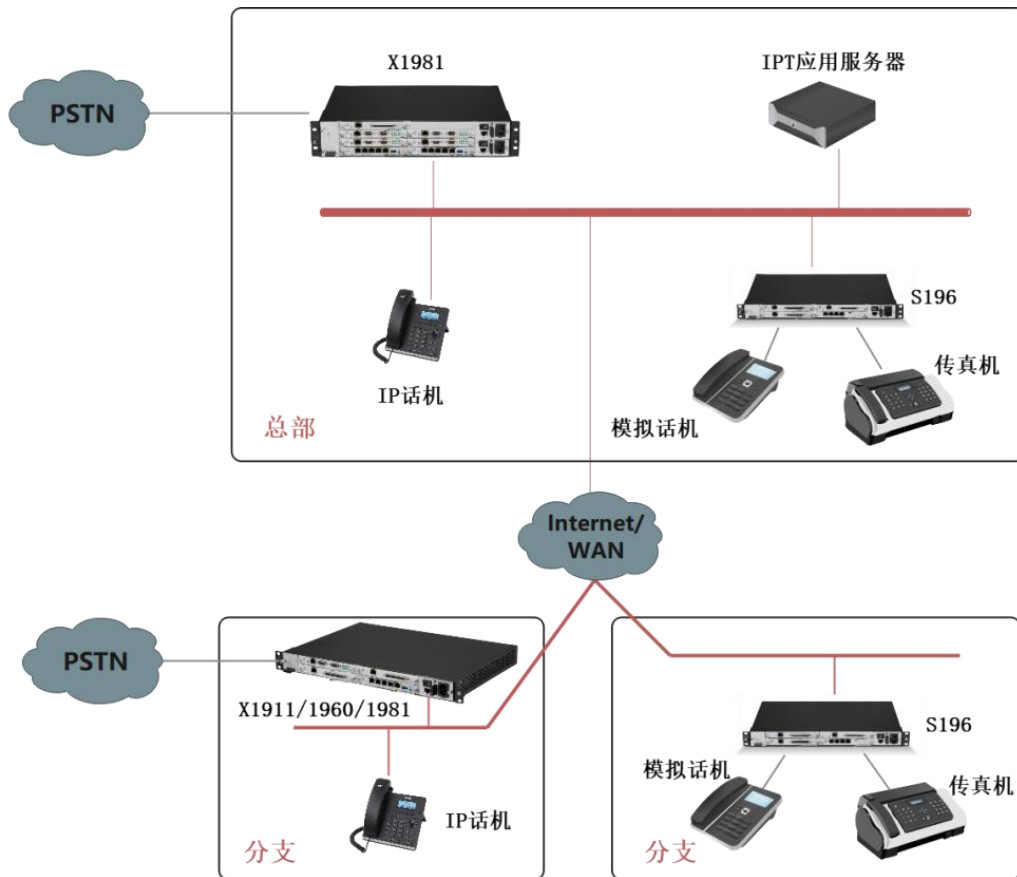 X1981
IPT应用服务器
PSTN
S196
IP话机
模拟话机
传真机
总部
Internet/
WAN
PSTN
X1911/1960/1981
S196
模拟话机
传真机
IP话机
分支
分支